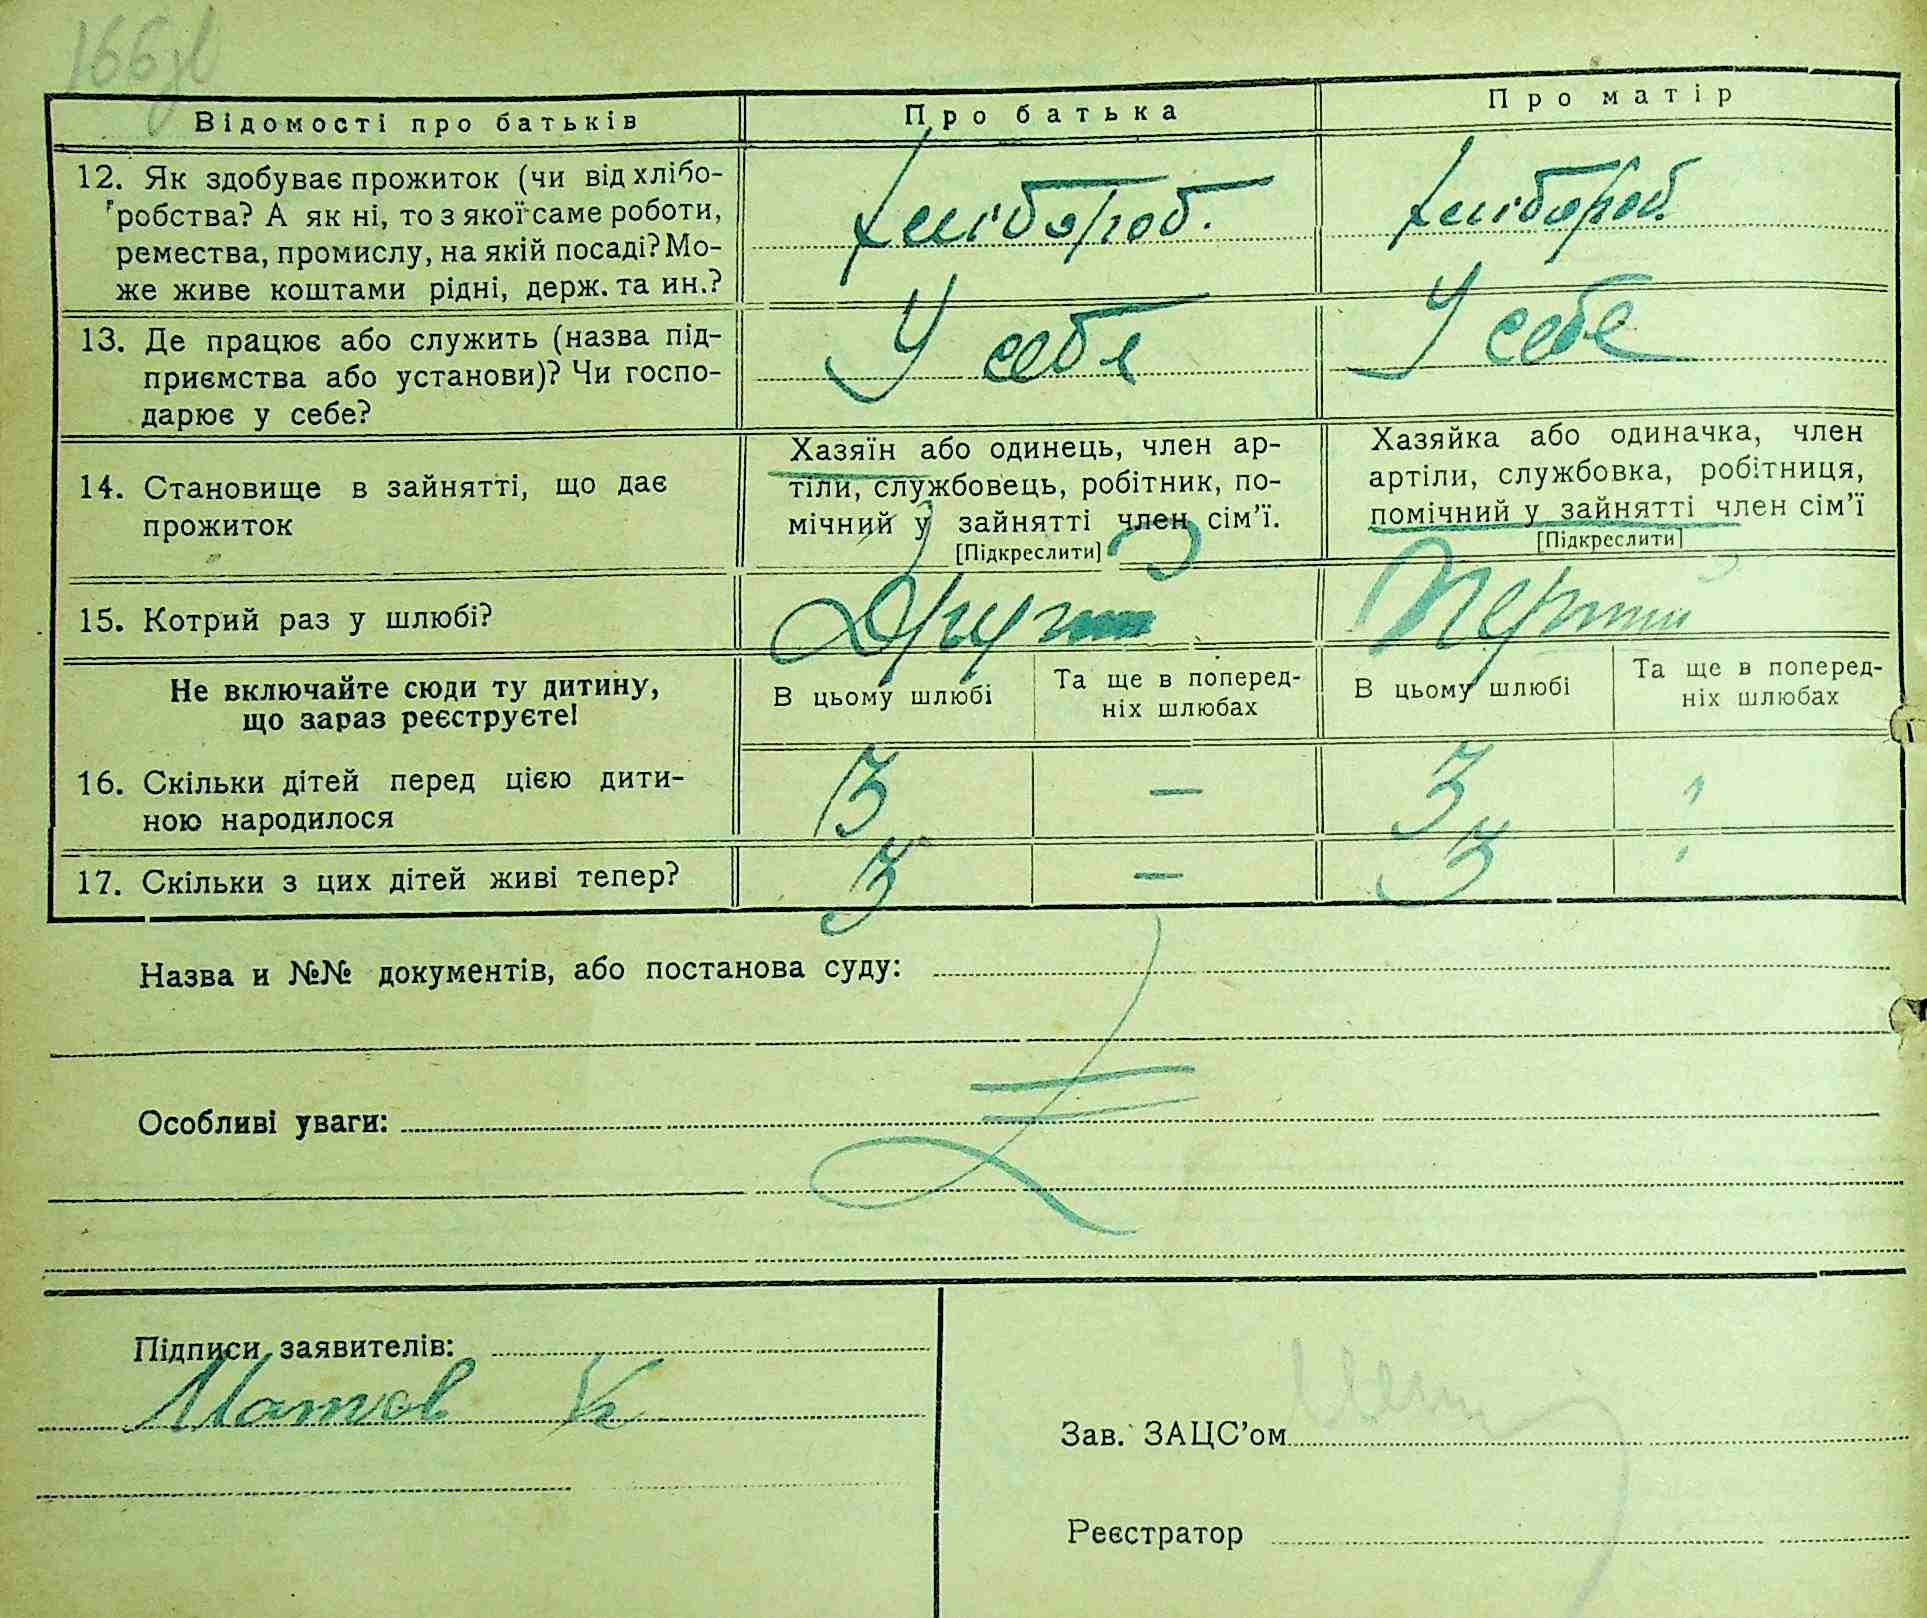 166
Відомості про батьків
Про батька
Про матір
12. Як здобуває прожиток (чи від хлібо-
робства? А як ні, то з якої саме роботи,
ремества, промислу, на якій посаді? Мо-
же живе коштами рідні, держ. та ин.?
хлібороб.
хлібороб.
13. Де працює або служить (назва під-
приємства або установи)? Чи госпо-
дарює у себе?
У себе
У себе
14. Становище в зайнятті, що дає
прожиток
Хазяїн або одинець, член ар-
тіли, службовець, робітник, по-
мічний у зайнятті член сім'ї.
[Підкреслити]
Хазяйка або одиначка, член
артіли, службовка, робітниця,
помічний у зайнятті член сім'ї
[Підкреслити]
15. Котрий раз у шлюбі?
Другий
Перший
Не включайте сюди ту дитину,
що зараз реєструєте!
В цьому шлюбі
Та ще в поперед-
ніх шлюбах
В цьому шлюбі
Та ще в поперед-
ніх шлюбах
16. Скільки дітей перед цією дити-
ною народилося
3
—
3
17. Скільки з цих дітей живі тепер?
3
—
3
Назва и №№ документів, або постанова суду:
Особливі уваги:
Підписи заявителів:
Зав. ЗАЦС'ом
Реєстратор